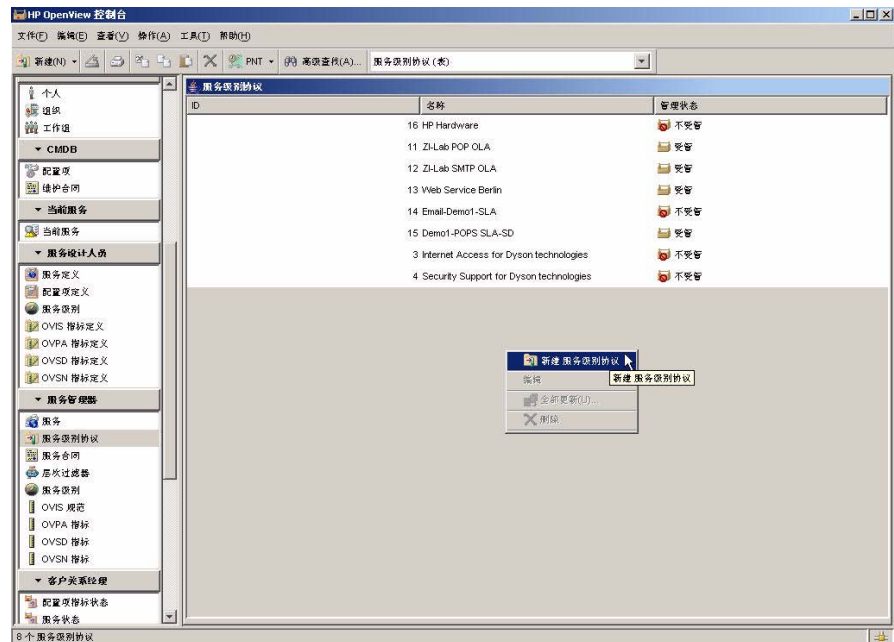 HP OpenView 控制台
文件(F) 编辑(E) 查看(V) 操作(A) 工具(T) 帮助(H)
新建(N) PNT 高级查找(A)... 服务级别协议 (表)
个人
组织
工作组
CMDB
配置项
维护合同
当前服务
当前服务
服务设计人员
服务定义
配置项定义
服务级别
OVIS 指标定义
OVPA 指标定义
OVSD 指标定义
OVSN 指标定义
服务管理器
服务
服务级别协议
服务合同
层次过滤器
服务级别
OVIS 规范
OVPA 指标
OVSD 指标
OVSN 指标
客户关系经理
配置项指标状态
服务状态
服务级别协议
ID 名称 管理状态
16 HP Hardware 不受管
11 ZI-Lab POP OLA 受管
12 ZI-Lab SMTP OLA 受管
13 Web Service Berlin 受管
14 Email-Demo1-SLA 不受管
15 Demo1-POPS SLA-SD 受管
3 Internet Access for Dyson technologies 不受管
4 Security Support for Dyson technologies 不受管
新建 服务级别协议
编辑
新建 服务级别协议
全部更新(U)...
删除
8 个 服务级别协议